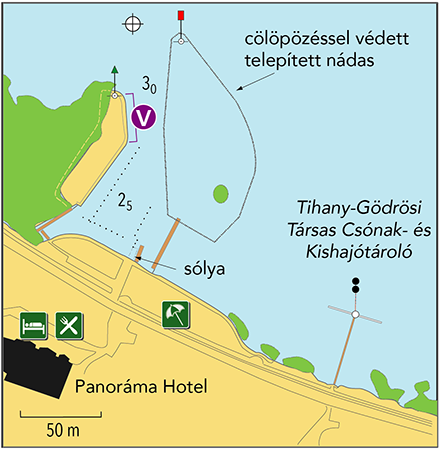 cölöpözéssel védett
telepített nádas
3₀
V
2₅
Tihany-Gödrösi
Társas Csónak- és
Kishajótároló
sólya
Panoráma Hotel
50 m